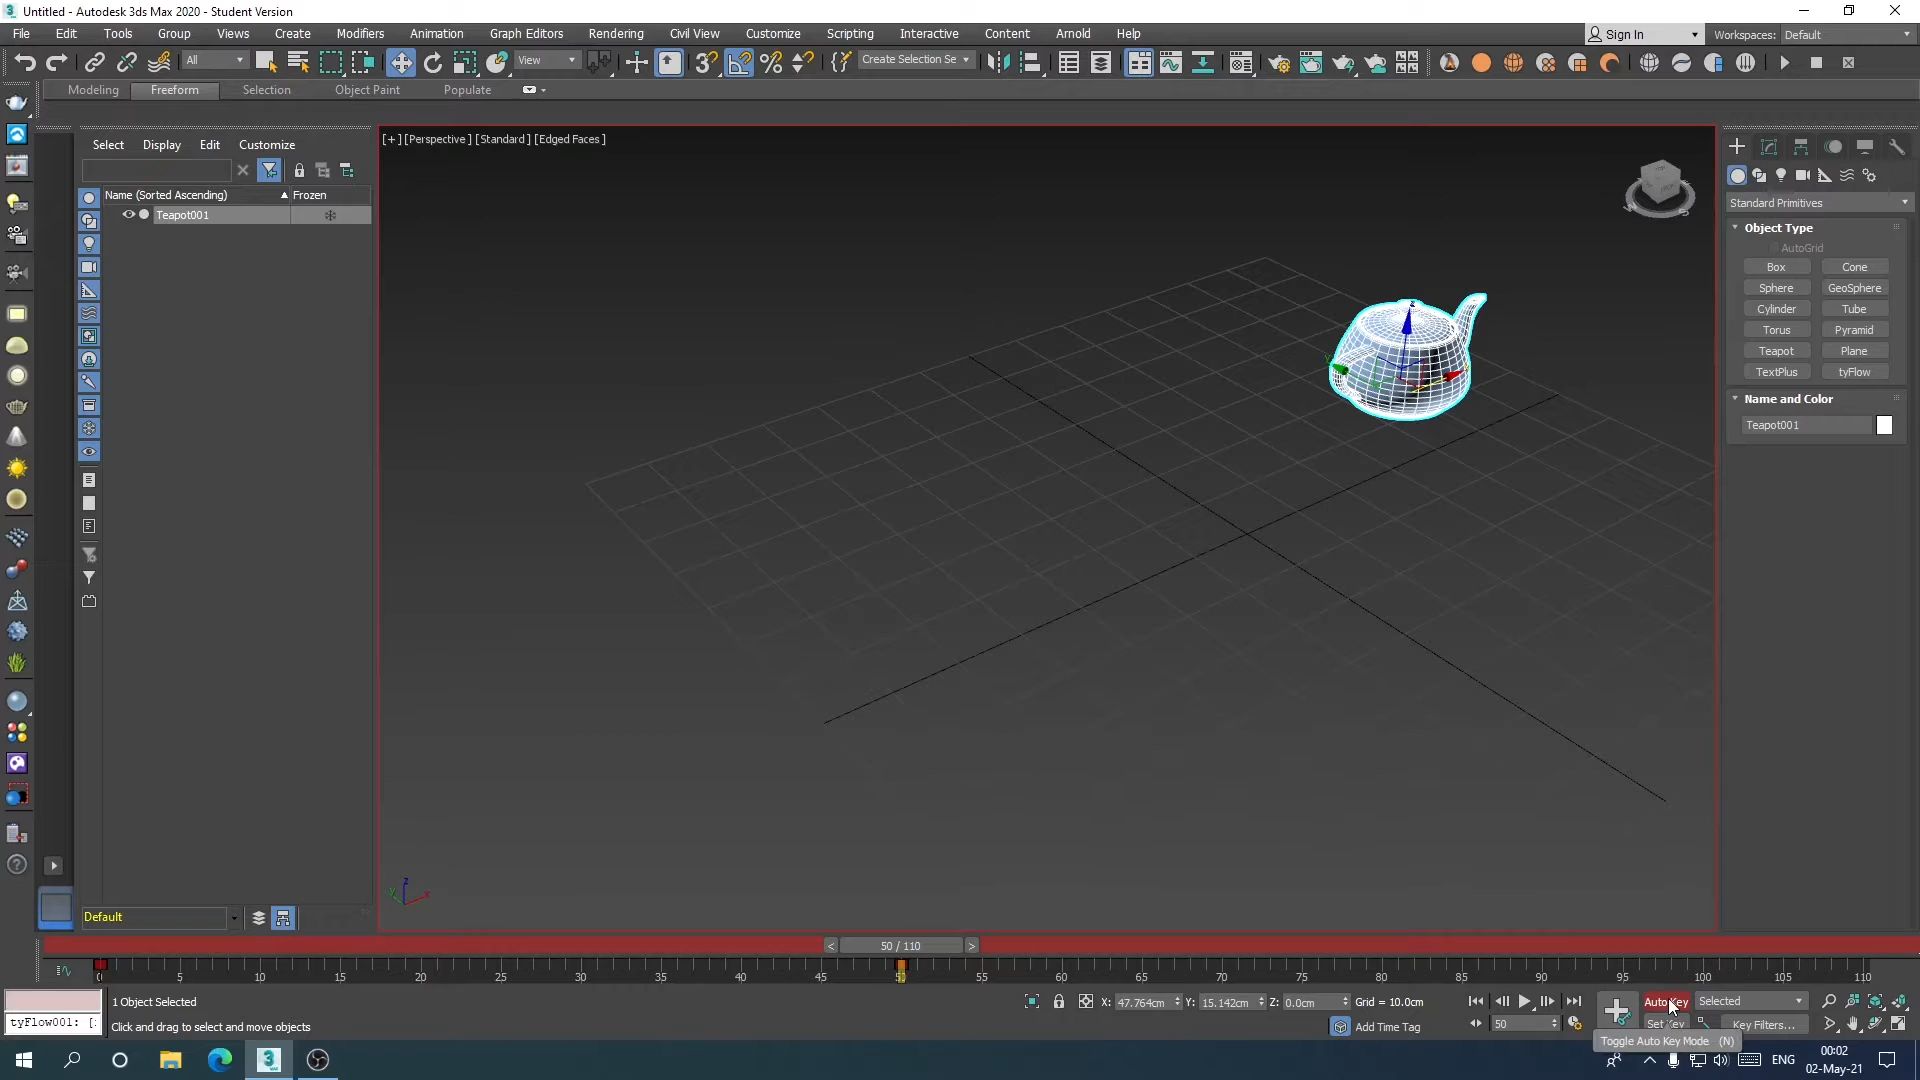 Untitled - Autodesk 3ds Max 2020 - Student Version
File Edit Tools Group Views Create Modifiers Animation Graph Editors Rendering Civil View Customize Scripting Interactive Content Arnold Help
Sign In
Workspaces: Default
All
View
Create Selection Se
Modeling Freeform Selection Object Paint Populate
Select Display Edit Customize
Name (Sorted Ascending) Frozen
Teapot001
[+] [Perspective ] [Standard ] [Edged Faces ]
Standard Primitives
Object Type
AutoGrid
Box Cone
Sphere GeoSphere
Cylinder Tube
Torus Pyramid
Teapot Plane
TextPlus tyFlow
Name and Color
Teapot001
Default
< 50 / 110 >
0 5 10 15 20 25 30 35 40 45 50 55 60 65 70 75 80 85 90 95 100 105 110
1 Object Selected
X: 47.764cm Y: 15.142cm Z: 0.0cm Grid = 10.0cm
Auto Key Selected
tyFlow001: [
Click and drag to select and move objects
Add Time Tag
50
Set Key
Key Filters...
Toggle Auto Key Mode (N)
ENG
00:02
02-May-21